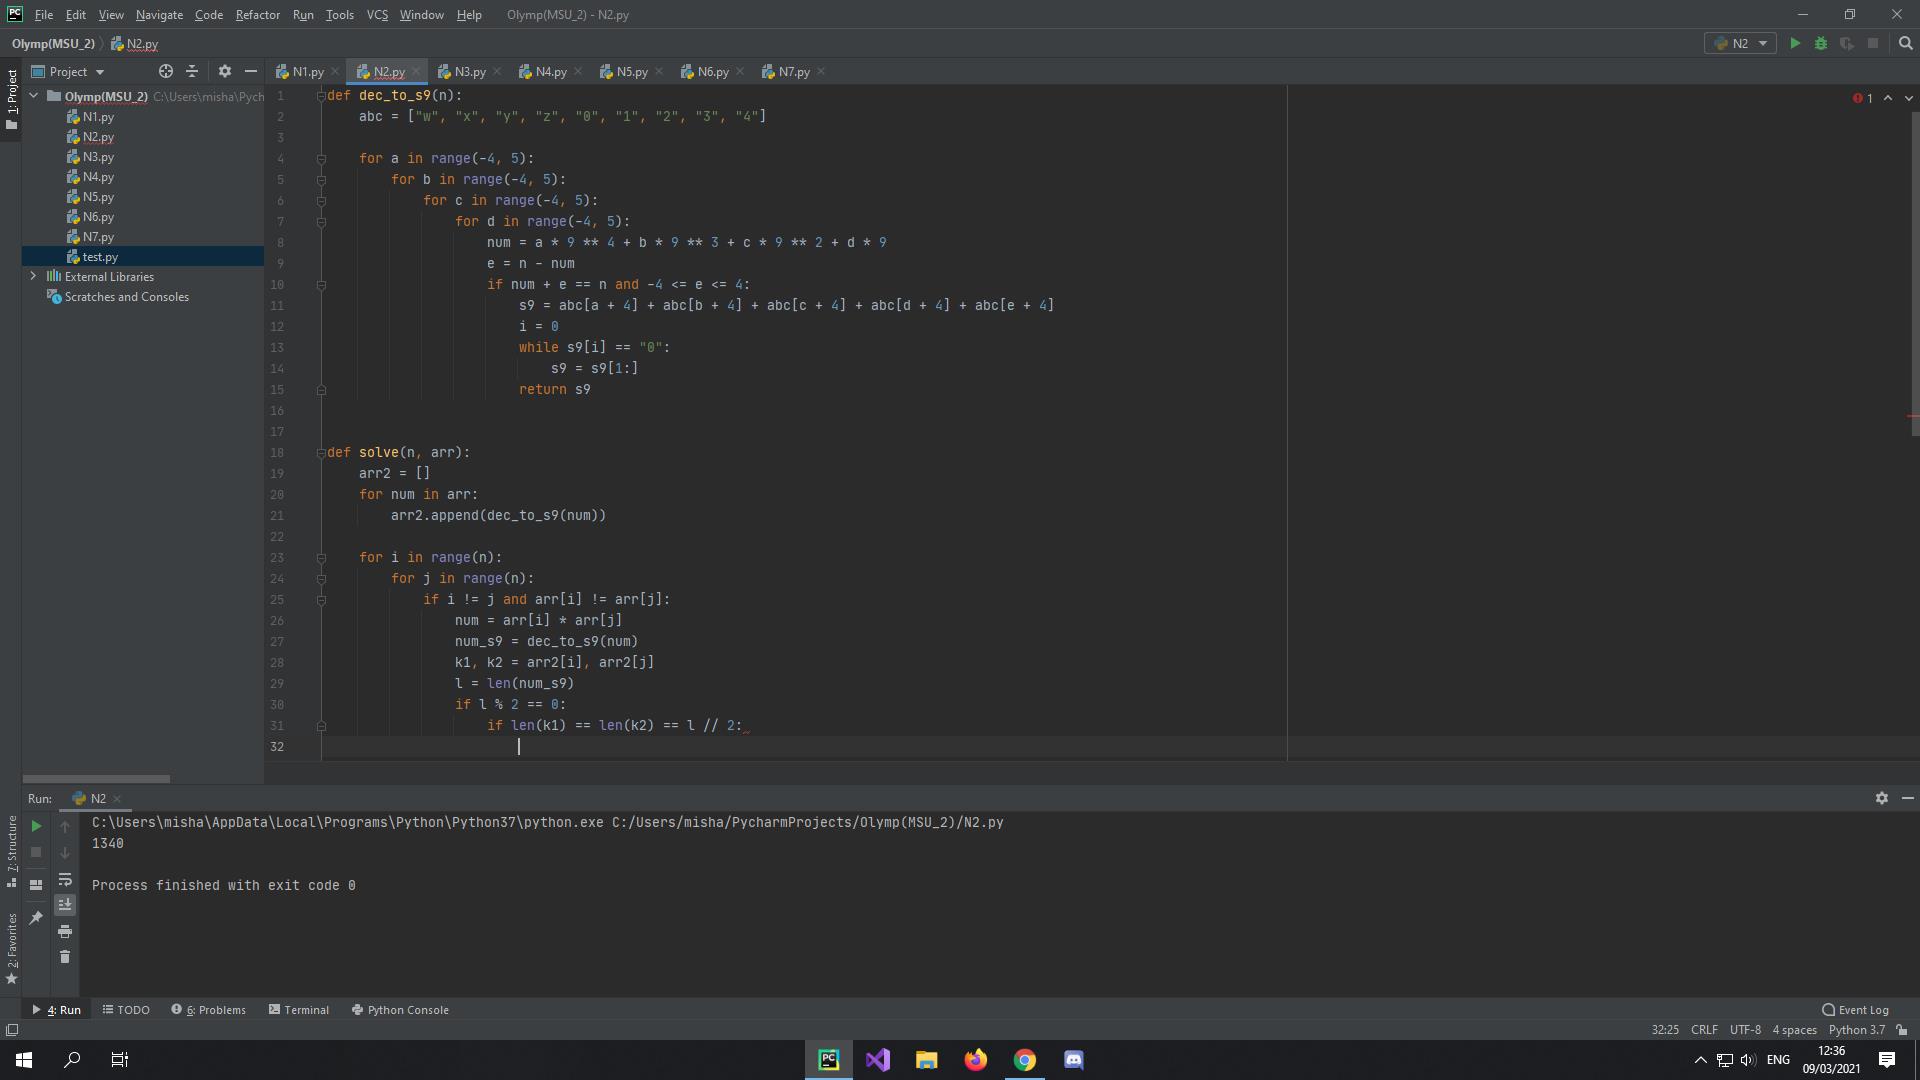 File Edit View Navigate Code Refactor Run Tools VCS Window Help Olymp(MSU_2) - N2.py
Olymp(MSU_2) N2.py N2
Project N1.py N2.py N3.py N4.py N5.py N6.py N7.py
1: Project
Olymp(MSU_2) C:\Users\misha\Pych
N1.py
N2.py
N3.py
N4.py
N5.py
N6.py
N7.py
test.py
External Libraries
Scratches and Consoles
1
1 def dec_to_s9(n):
2 abc = ["w", "x", "y", "z", "0", "1", "2", "3", "4"]
3
4 for a in range(-4, 5):
5 for b in range(-4, 5):
6 for c in range(-4, 5):
7 for d in range(-4, 5):
8 num = a * 9 ** 4 + b * 9 ** 3 + c * 9 ** 2 + d * 9
9 e = n - num
10 if num + e == n and -4 <= e <= 4:
11 s9 = abc[a + 4] + abc[b + 4] + abc[c + 4] + abc[d + 4] + abc[e + 4]
12 i = 0
13 while s9[i] == "0":
14 s9 = s9[1:]
15 return s9
16
17
18 def solve(n, arr):
19 arr2 = []
20 for num in arr:
21 arr2.append(dec_to_s9(num))
22
23 for i in range(n):
24 for j in range(n):
25 if i != j and arr[i] != arr[j]:
26 num = arr[i] * arr[j]
27 num_s9 = dec_to_s9(num)
28 k1, k2 = arr2[i], arr2[j]
29 l = len(num_s9)
30 if l % 2 == 0:
31 if len(k1) == len(k2) == l // 2:
32
Run: N2
C:\Users\misha\AppData\Local\Programs\Python\Python37\python.exe C:/Users/misha/PycharmProjects/Olymp(MSU_2)/N2.py
1340
Process finished with exit code 0
7: Structure
2: Favorites
4: Run TODO 6: Problems Terminal Python Console Event Log
32:25 CRLF UTF-8 4 spaces Python 3.7
ENG 12:36
09/03/2021